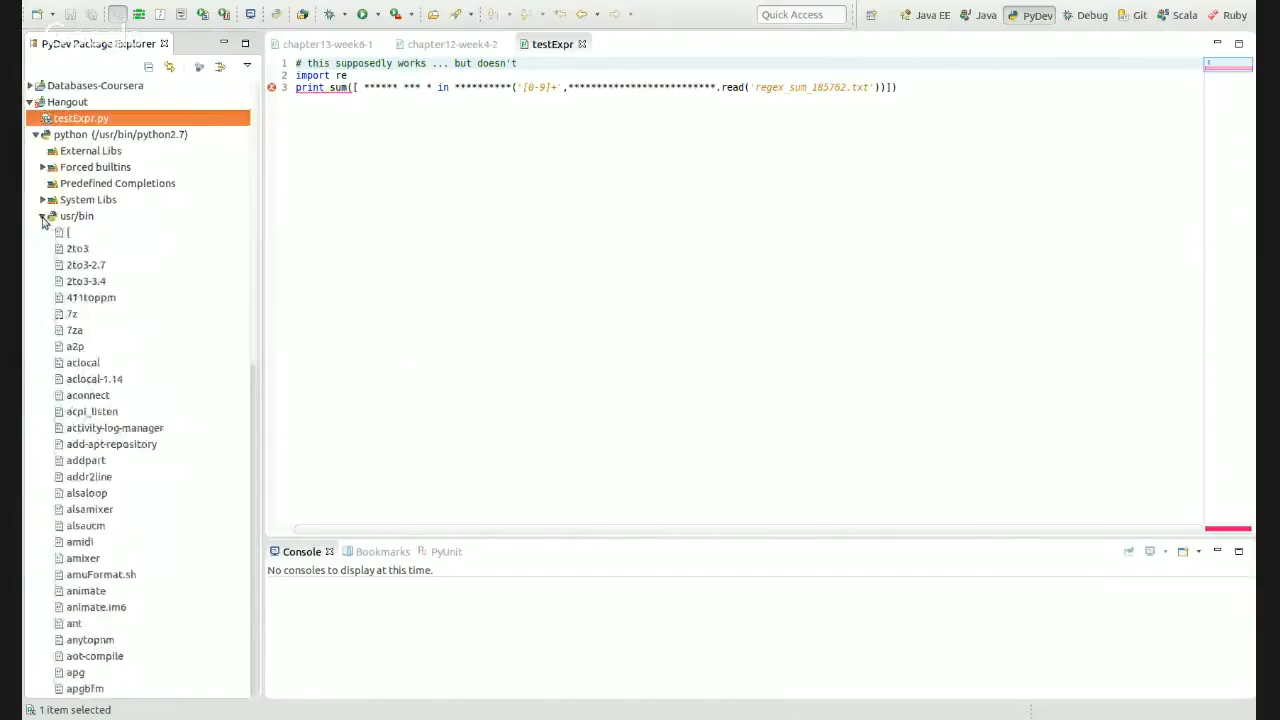 Quick Access
Java EE
Java
PyDev
Debug
Git
Scala
Ruby
PyDev Package Explorer
chapter13-week6-1
chapter12-week4-2
testExpr
Databases-Coursera
Hangout
testExpr.py
python (/usr/bin/python2.7)
External Libs
Forced builtins
Predefined Completions
System Libs
usr/bin
[
2to3
2to3-2.7
2to3-3.4
411toppm
7z
7za
a2p
aclocal
aclocal-1.14
aconnect
acpi_listen
activity-log-manager
add-apt-repository
addpart
addr2line
alsaloop
alsamixer
alsaucm
amidi
amixer
amuFormat.sh
animate
animate.im6
ant
anytopnm
aot-compile
apg
apgbfm
1 # this supposedly works ... but doesn't
2 import re
3 print sum([ ****** *** * in **********('[0-9]+',**************************.read('regex_sum_185762.txt'))])
Console
Bookmarks
PyUnit
No consoles to display at this time.
1 item selected